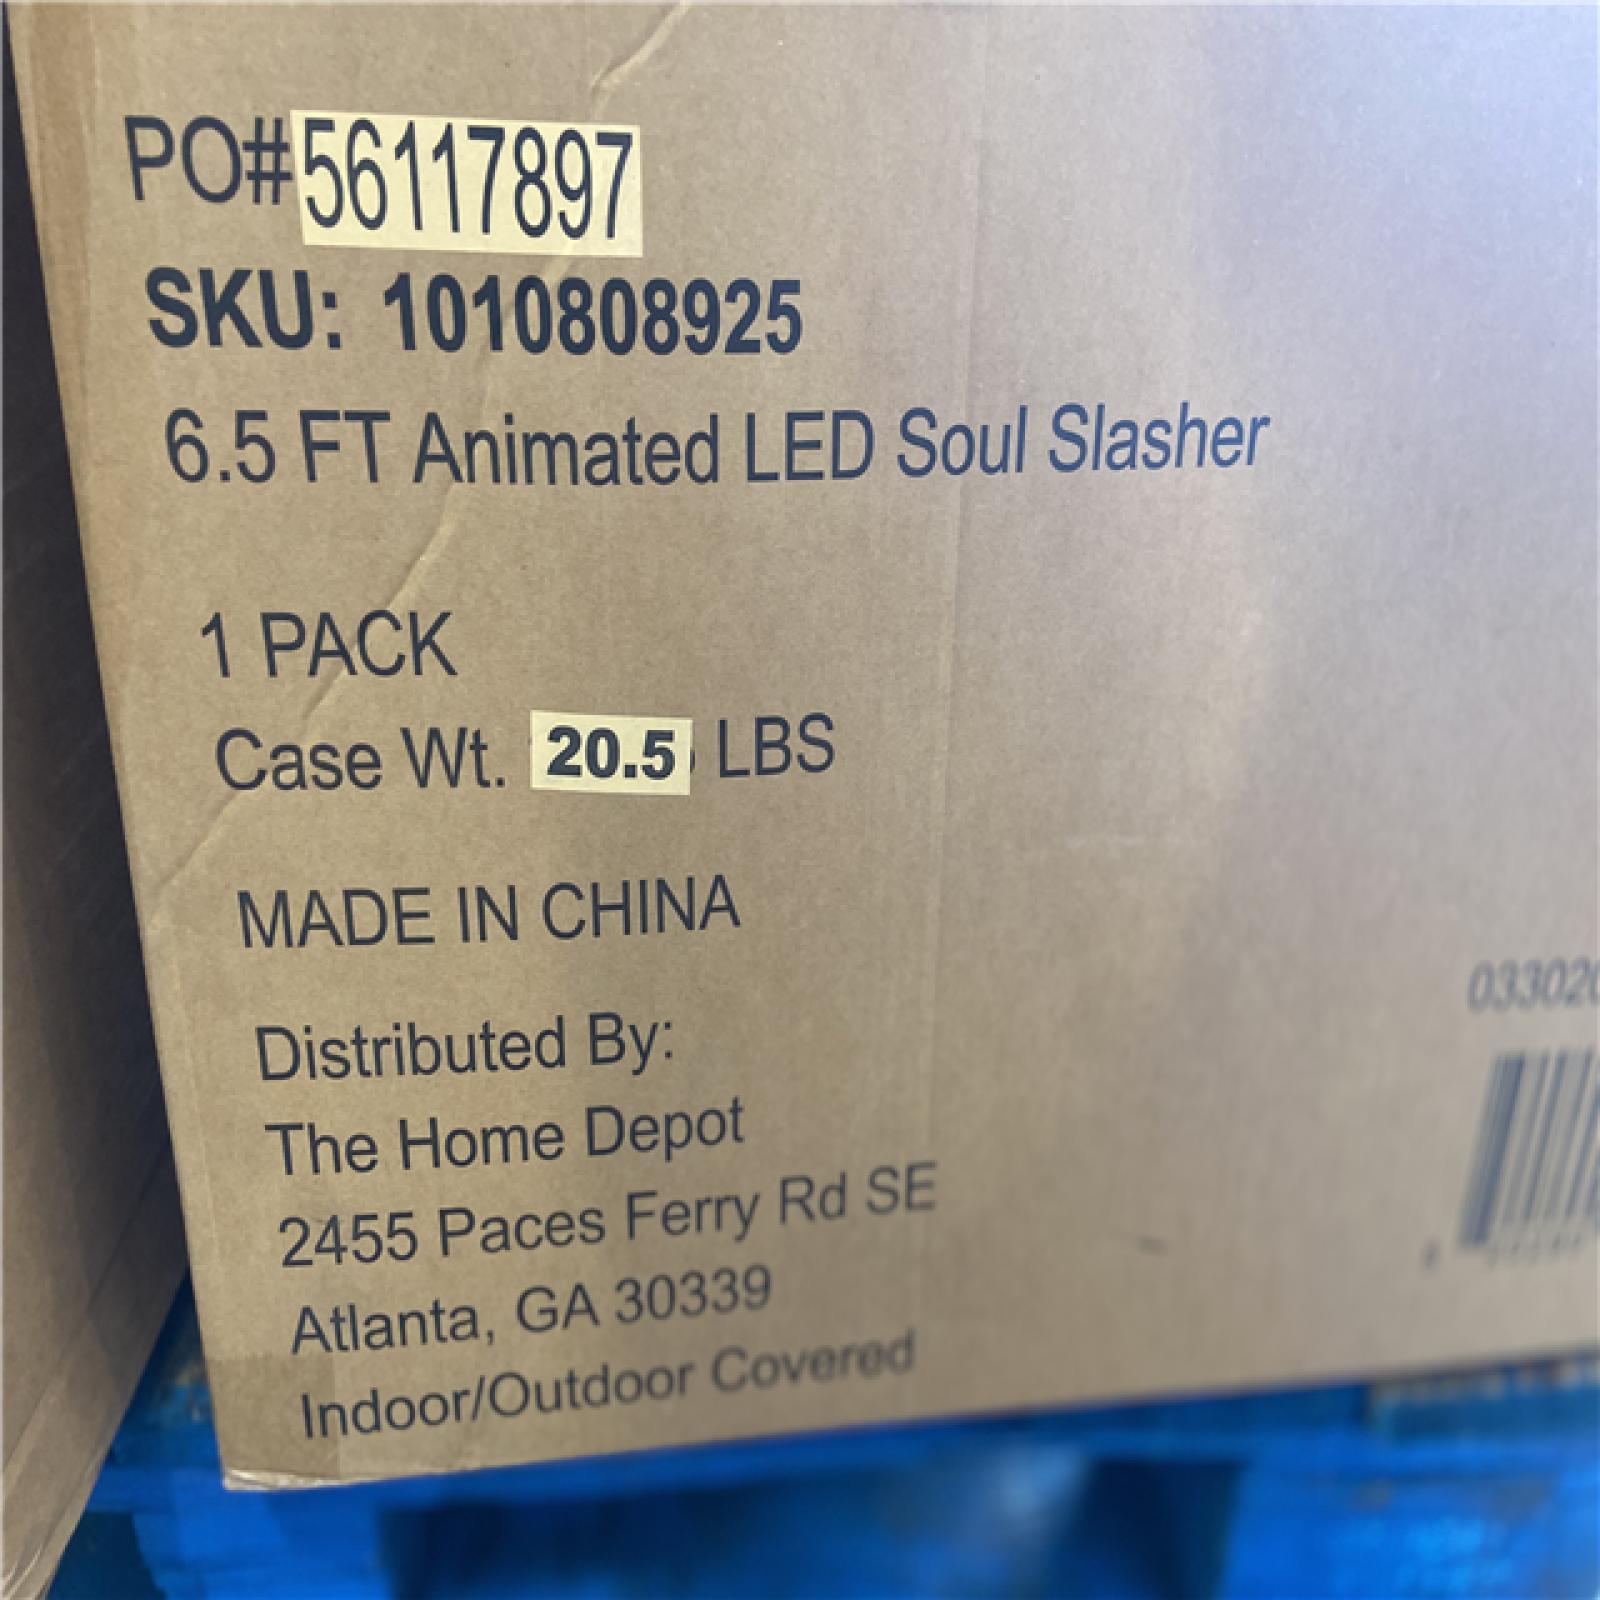 PO#56117897
SKU: 1010808925
6.5 FT Animated LED Soul Slasher
1 PACK
Case Wt. 20.5 LBS
MADE IN CHINA
Distributed By:
The Home Depot
2455 Paces Ferry Rd SE
Atlanta, GA 30339
Indoor/Outdoor Covered